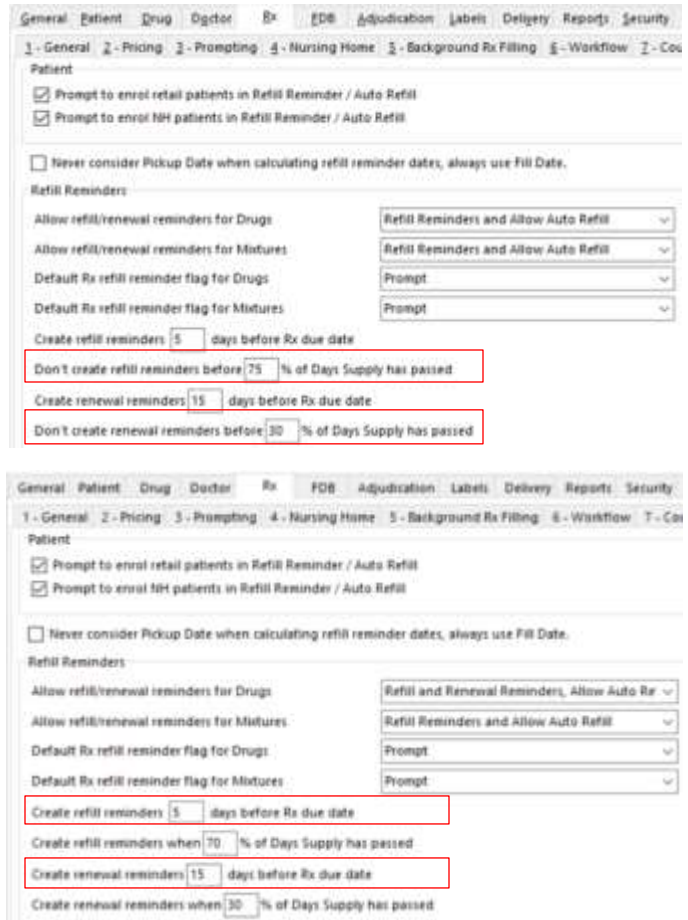 General Patient Drug Doctor Rx FDB Adjudication Labels Delivery Reports Security
1 - General 2 - Pricing 3 - Prompting 4 - Nursing Home 5 - Background Rx Filling 6 - Workflow 7 - Cou
Patient
Prompt to enrol retail patients in Refill Reminder / Auto Refill
Prompt to enrol NH patients in Refill Reminder / Auto Refill
Never consider Pickup Date when calculating refill reminder dates, always use Fill Date.
Refill Reminders
Allow refill/renewal reminders for Drugs Refill Reminders and Allow Auto Refill
Allow refill/renewal reminders for Mixtures Refill Reminders and Allow Auto Refill
Default Rx refill reminder flag for Drugs Prompt
Default Rx refill reminder flag for Mixtures Prompt
Create refill reminders 5 days before Rx due date
Don't create refill reminders before 75 % of Days Supply has passed
Create renewal reminders 15 days before Rx due date
Don't create renewal reminders before 30 % of Days Supply has passed
General Patient Drug Doctor Rx FDB Adjudication Labels Delivery Reports Security
1 - General 2 - Pricing 3 - Prompting 4 - Nursing Home 5 - Background Rx Filling 6 - Workflow 7 - Cou
Patient
Prompt to enrol retail patients in Refill Reminder / Auto Refill
Prompt to enrol NH patients in Refill Reminder / Auto Refill
Never consider Pickup Date when calculating refill reminder dates, always use Fill Date.
Refill Reminders
Allow refill/renewal reminders for Drugs Refill and Renewal Reminders, Allow Auto Re
Allow refill/renewal reminders for Mixtures Refill Reminders and Allow Auto Refill
Default Rx refill reminder flag for Drugs Prompt
Default Rx refill reminder flag for Mixtures Prompt
Create refill reminders 5 days before Rx due date
Create refill reminders when 70 % of Days Supply has passed
Create renewal reminders 15 days before Rx due date
Create renewal reminders when 30 % of Days Supply has passed